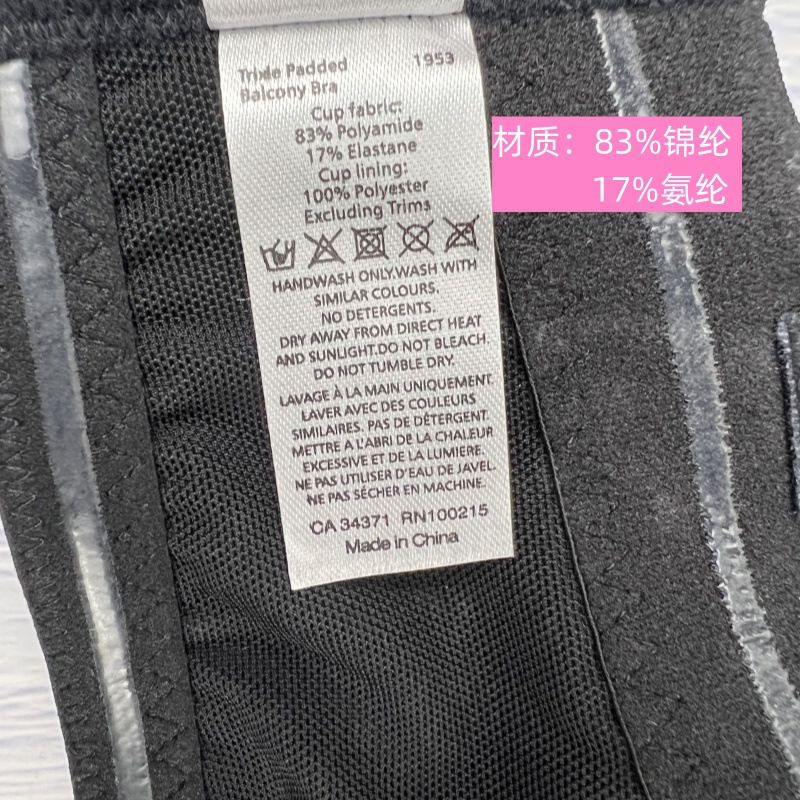 Trixie Padded 1953
Balcony Bra
Cup fabric:
83% Polyamide
17% Elastane
Cup lining:
100% Polyester
Excluding Trims
HANDWASH ONLY.WASH WITH
SIMILAR COLOURS.
NO DETERGENTS.
DRY AWAY FROM DIRECT HEAT
AND SUNLIGHT.DO NOT BLEACH.
DO NOT TUMBLE DRY.
LAVAGE À LA MAIN UNIQUEMENT.
LAVER AVEC DES COULEURS
SIMILAIRES. PAS DE DÉTERGENT.
METTRE A L'ABRI DE LA CHALEUR
EXCESSIVE ET DE LA LUMIERE.
NE PAS UTILISER D'EAU DE JAVEL.
NE PAS SÉCHER EN MACHINE.
CA 34371 RN100215
Made in China
材质：83%锦纶
17%氨纶